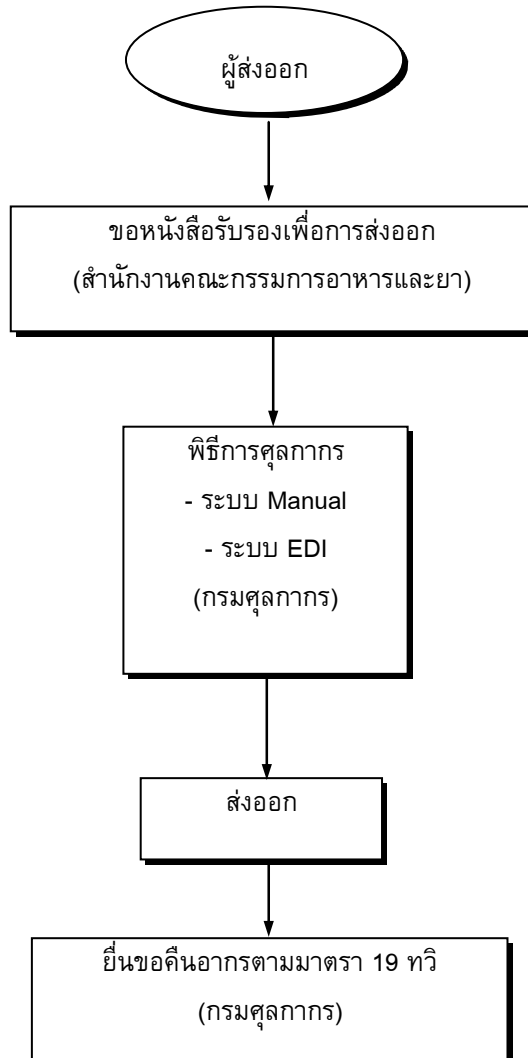 ผู้ส่งออก
ขอหนังสือรับรองเพื่อการส่งออก
(สำนักงานคณะกรรมการอาหารและยา)
พิธีการศุลกากร
- ระบบ Manual
- ระบบ EDI
(กรมศุลกากร)
ส่งออก
ยื่นขอคืนอากรตามมาตรา 19 ทวิ
(กรมศุลกากร)